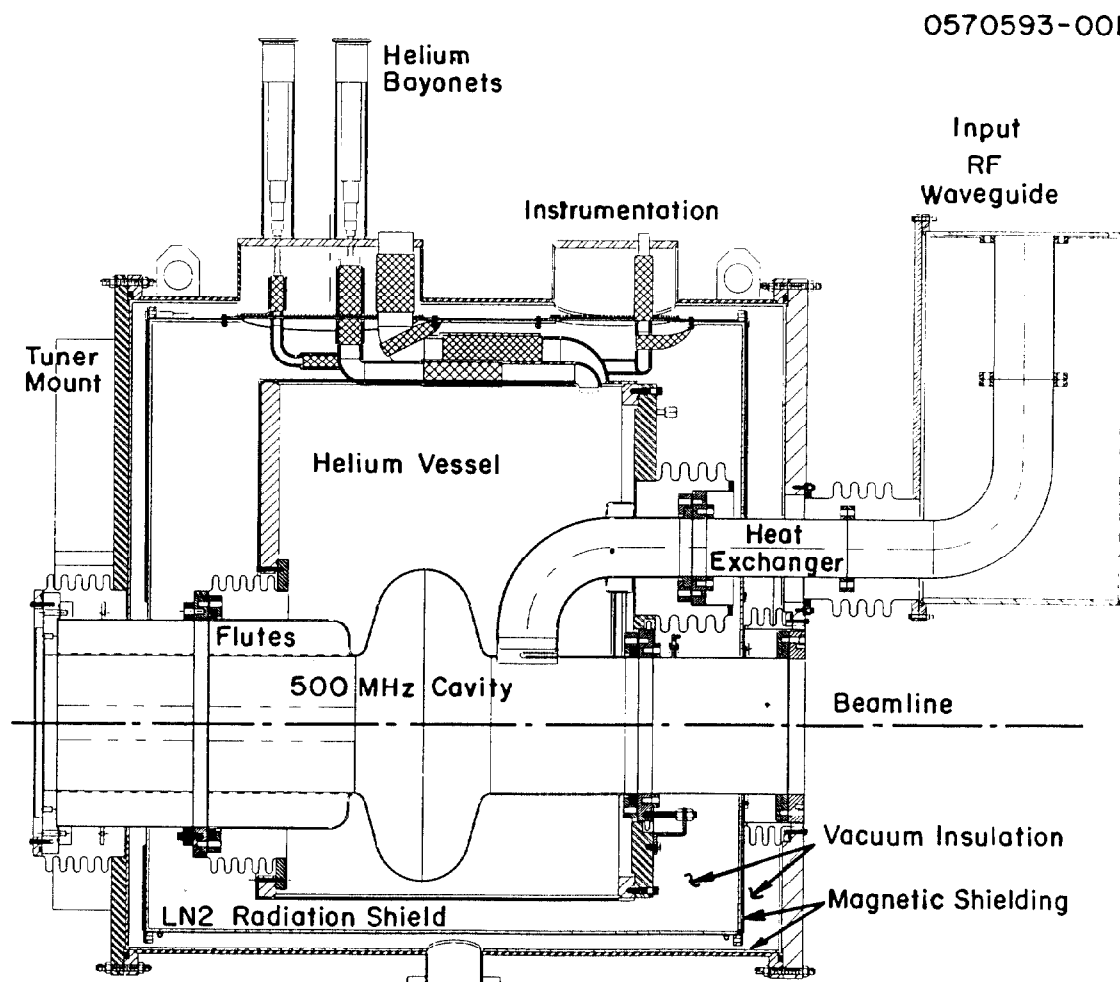 0570593-00
Helium
Bayonets
Input
RF
Waveguide
Instrumentation
Tuner
Mount
Helium Vessel
Heat
Exchanger
Flutes
500 MHz Cavity
Beamline
Vacuum Insulation
LN2 Radiation Shield
Magnetic Shielding